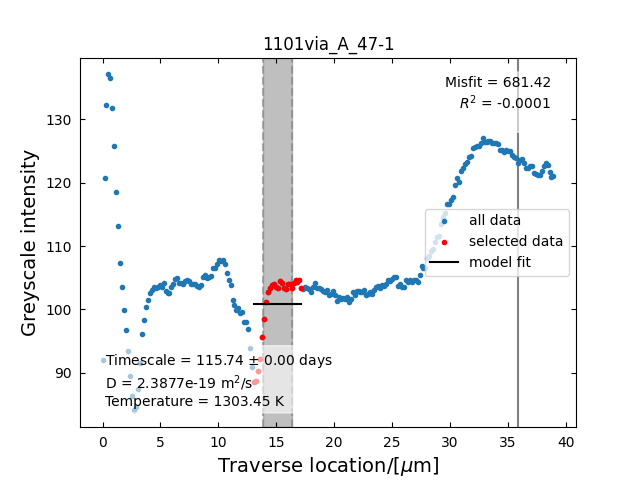 1101via_A_47-1
Misfit = 681.42
R² = -0.0001
Greyscale intensity
130
120
110
100
90
all data
selected data
model fit
Timescale = 115.74 ± 0.00 days
D = 2.3877e-19 m²/s
Temperature = 1303.45 K
0 5 10 15 20 25 30 35 40
Traverse location/[μm]